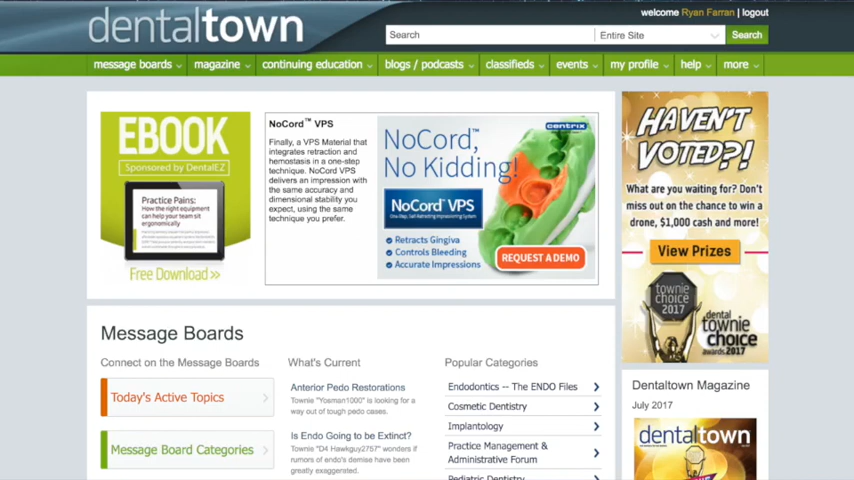 dentaltown
welcome Ryan Farran | logout
Search
Entire Site
Search
message boards
magazine
continuing education
blogs / podcasts
classifieds
events
my profile
help
more
EBOOK
Sponsored by DentalEZ
Practice Pains:
How the right equipment
can help your team sit
ergonomically
Free Download >>
NoCord™ VPS
Finally, a VPS Material that
integrates retraction and
hemostasis in a one-step
technique. NoCord VPS
delivers an impression with
the same accuracy and
dimensional stability you
expect, using the same
technique you prefer.
centrix
NoCord,™
No Kidding!
NoCord™ VPS
One-Step, Self-Retracting Impressioning System
Retracts Gingiva
Controls Bleeding
Accurate Impressions
REQUEST A DEMO
HAVEN'T
VOTED?!
What are you waiting for? Don't
miss out on the chance to win a
drone, $1,000 cash and more!
View Prizes
townie
choice
2017
dental
townie
choice
awards.2017
Message Boards
Connect on the Message Boards
Today's Active Topics
Message Board Categories
What's Current
Anterior Pedo Restorations
Townie "Yosman1000" is looking for a
way out of tough pedo cases.
Is Endo Going to be Extinct?
Townie "D4 Hawkguy2757" wonders if
rumors of endo's demise have been
greatly exaggerated.
Popular Categories
Endodontics -- The ENDO Files
Cosmetic Dentistry
Implantology
Practice Management &
Administrative Forum
Pediatric Dentistry
Dentaltown Magazine
July 2017
dentaltown